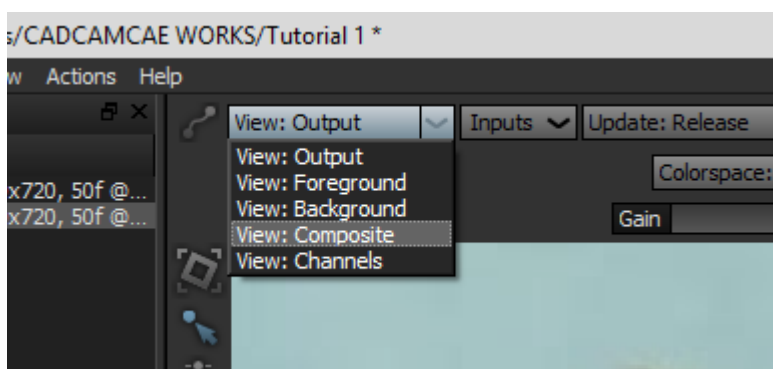 s/CADCAMCAE WORKS/Tutorial 1 *
w Actions Help
View: Output Inputs Update: Release
View: Output
View: Foreground
x720, 50f @... Colorspace:
View: Background
x720, 50f @... Gain
View: Composite
View: Channels